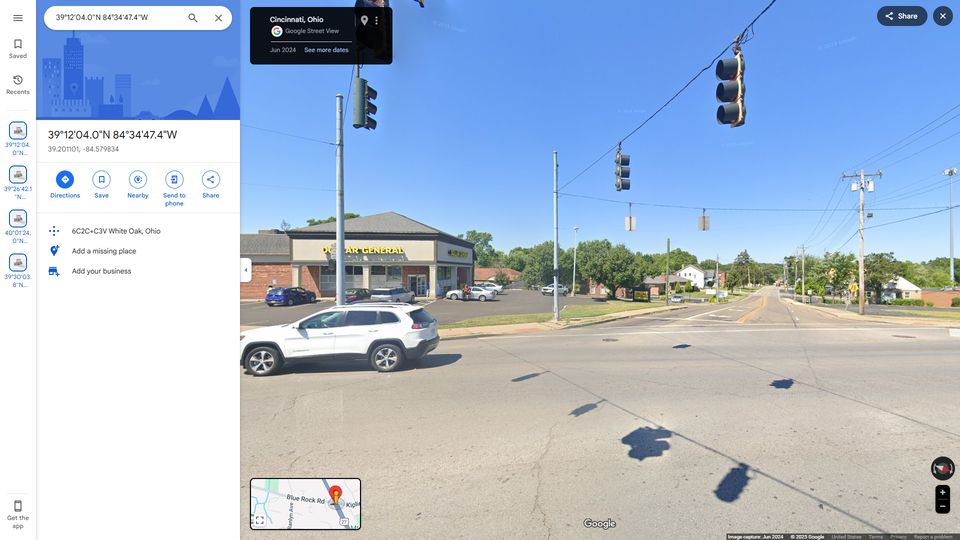 39°12'04.0"N 84°34'47.4"W
Saved
Recents
39°12'04.
0"N...
39°26'42.1
"N...
40°01'24.
0"N...
39°30'03.
8"N...
Get the
app
39°12'04.0"N 84°34'47.4"W
39.201101, -84.579834
Directions
Save
Nearby
Send to
phone
Share
6C2C+C3V White Oak, Ohio
Add a missing place
Add your business
Cincinnati, Ohio
Google Street View
Jun 2024 See more dates
Share
DOLLAR GENERAL
Blue Rock Rd
27
Google
Image capture: Jun 2024 © 2025 Google United States Terms Privacy Report a problem